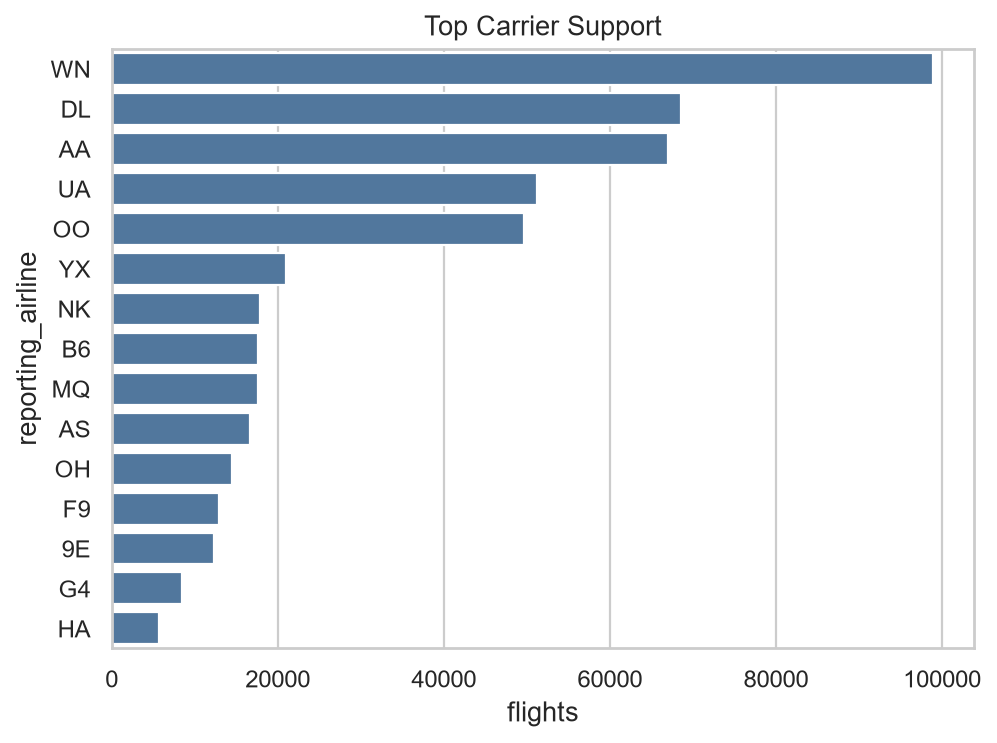 Top Carrier Support
reporting_airline
WN
DL
AA
UA
OO
YX
NK
B6
MQ
AS
OH
F9
9E
G4
HA
0 20000 40000 60000 80000 100000
flights